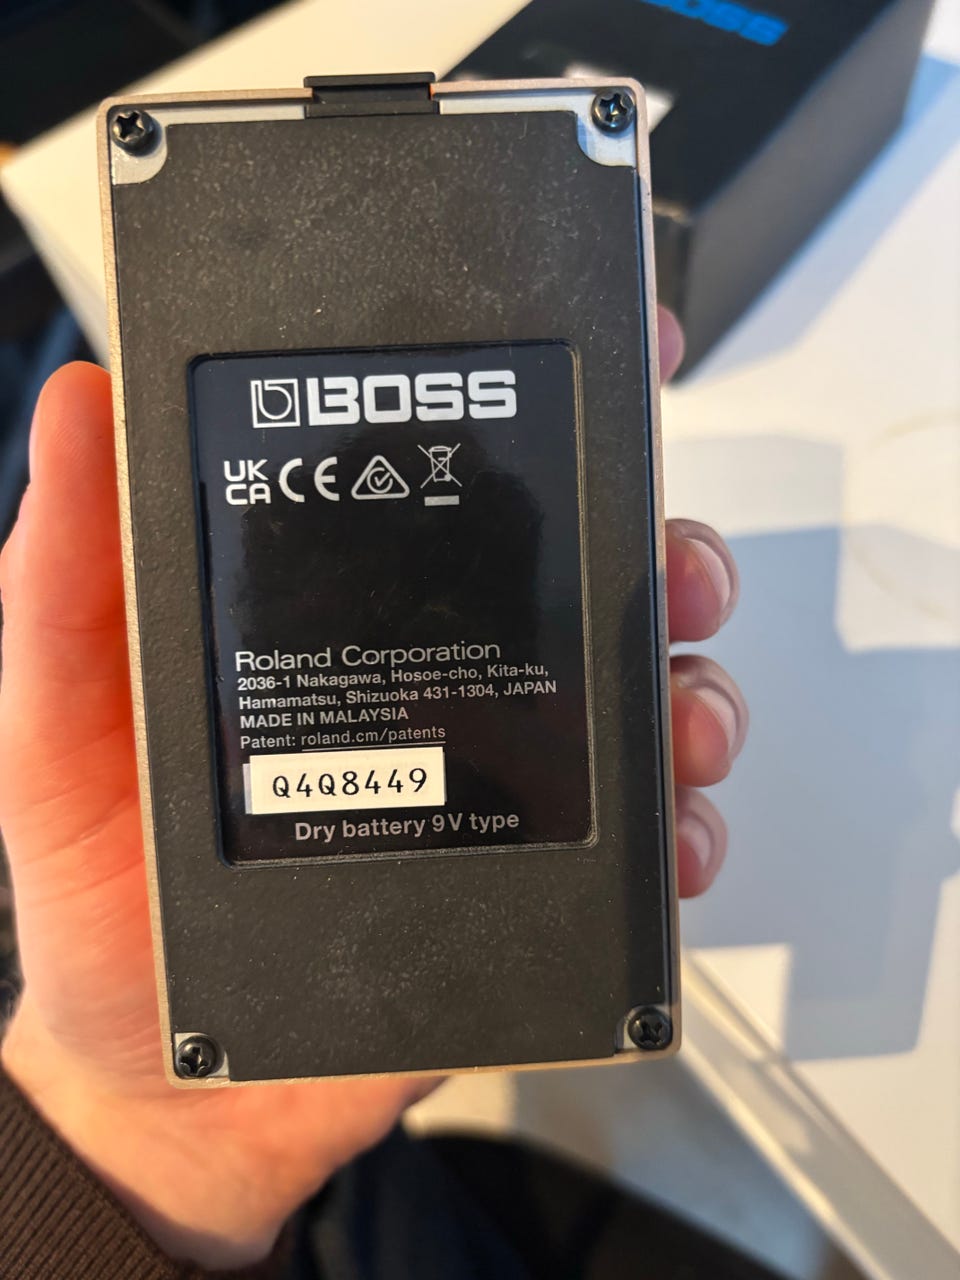 BOSS
BOSS
UK
CA CE
Roland Corporation
2036-1 Nakagawa, Hosoe-cho, Kita-ku,
Hamamatsu, Shizuoka 431-1304, JAPAN
MADE IN MALAYSIA
Patent: roland.cm/patents
Q4Q8449
Dry battery 9V type